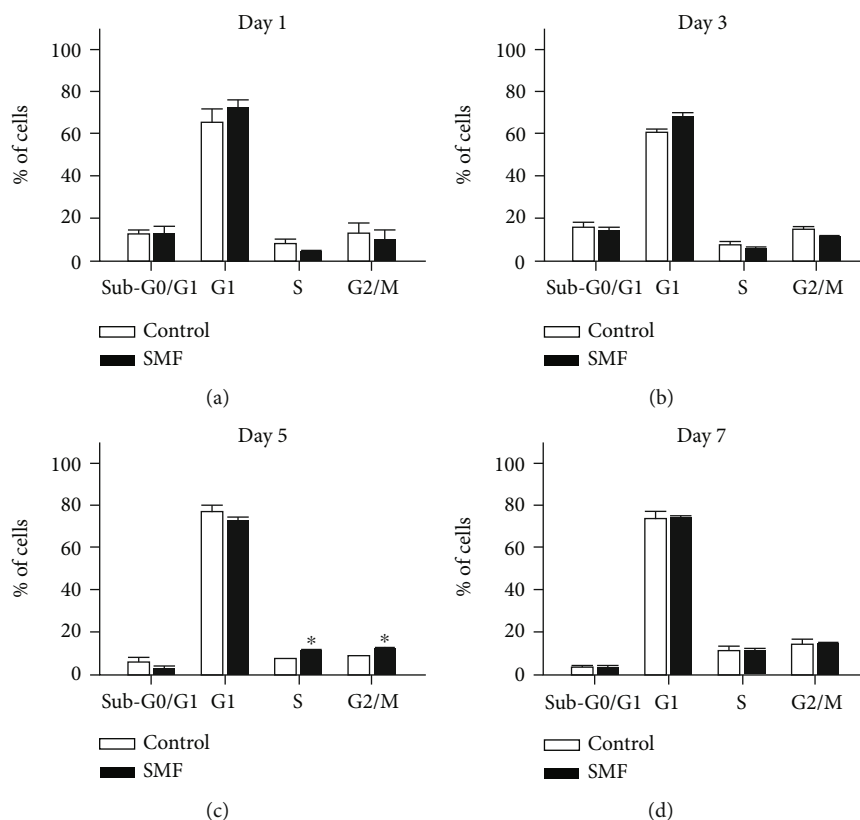 Day 1
% of cells
100
80
60
40
20
0
Sub-G0/G1 G1 S G2/M
Control
SMF
(a)
Day 3
% of cells
100
80
60
40
20
0
Sub-G0/G1 G1 S G2/M
Control
SMF
(b)
Day 5
% of cells
100
80
60
40
20
0
* *
Sub-G0/G1 G1 S G2/M
Control
SMF
(c)
Day 7
% of cells
100
80
60
40
20
0
Sub-G0/G1 G1 S G2/M
Control
SMF
(d)